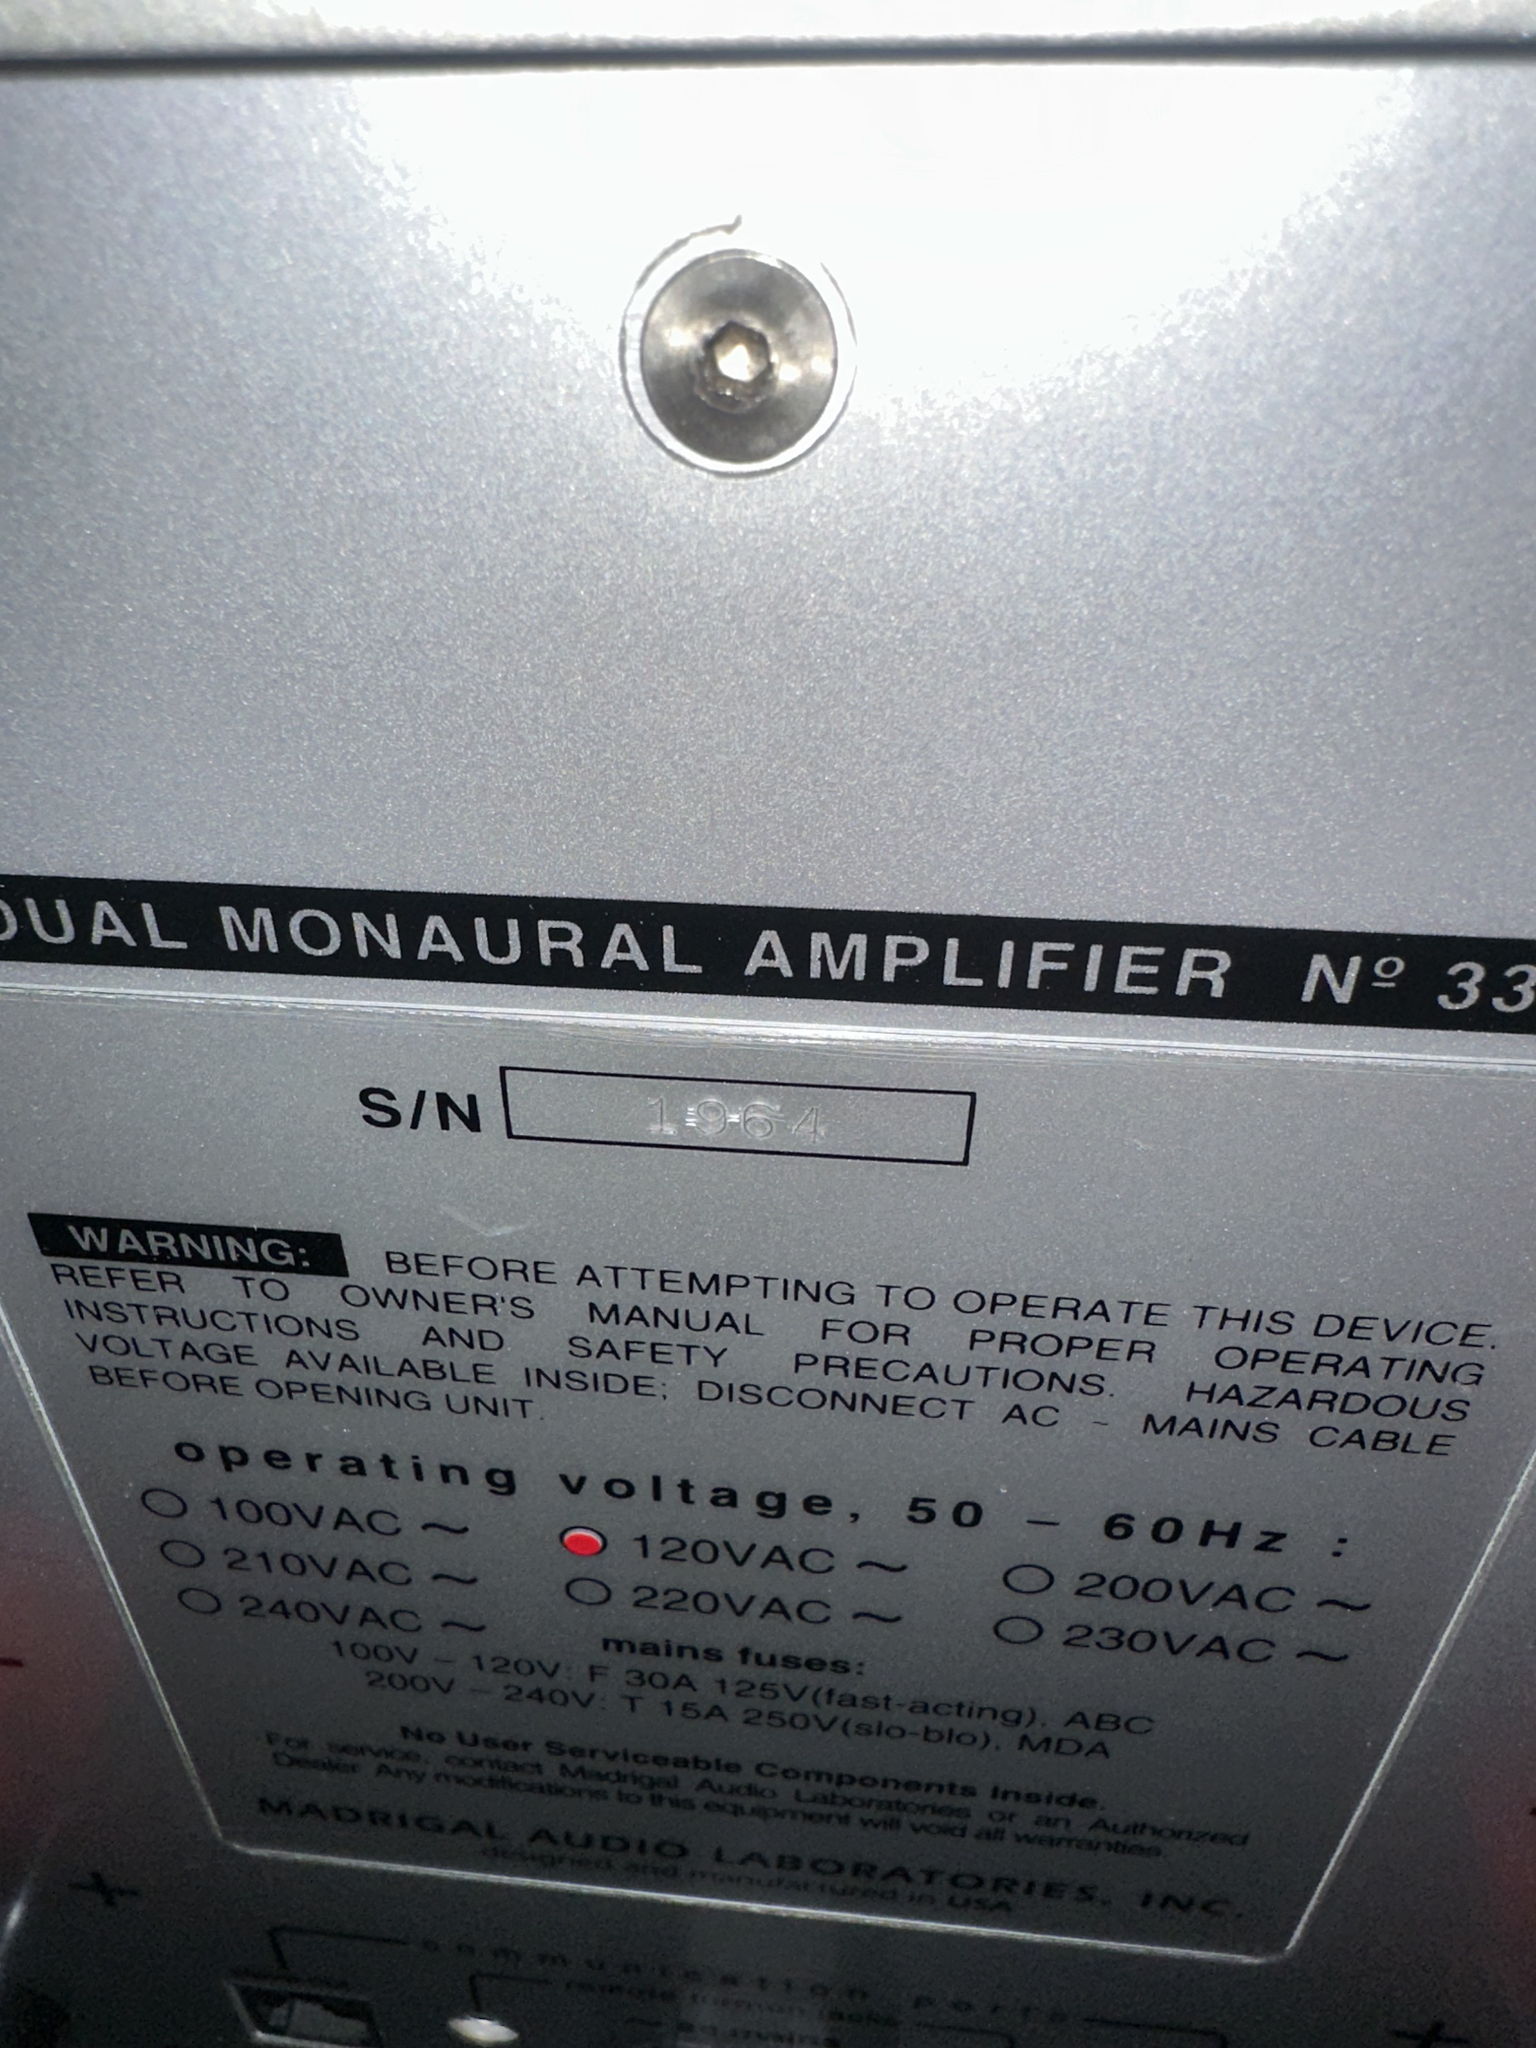 DUAL MONAURAL AMPLIFIER Nº 33
S/N 1964
WARNING: BEFORE ATTEMPTING TO OPERATE THIS DEVICE.
REFER TO OWNER'S MANUAL FOR PROPER OPERATING
INSTRUCTIONS AND SAFETY PRECAUTIONS. HAZARDOUS
VOLTAGE AVAILABLE INSIDE; DISCONNECT AC - MAINS CABLE
BEFORE OPENING UNIT.
operating voltage, 50 - 60Hz :
100VAC ~ 120VAC ~ 200VAC ~
210VAC ~ 220VAC ~ 230VAC ~
240VAC ~
mains fuses:
100V - 120V: F 30A 125V(fast-acting), ABC
200V - 240V: T 15A 250V(slo-blo), MDA
No User Serviceable Components Inside.
For service, contact Madrigal Audio Laboratories or an Authorized
Dealer. Any modifications to this equipment will void all warranties.
MADRIGAL AUDIO LABORATORIES, INC.
designed and manufactured in USA
communication ports